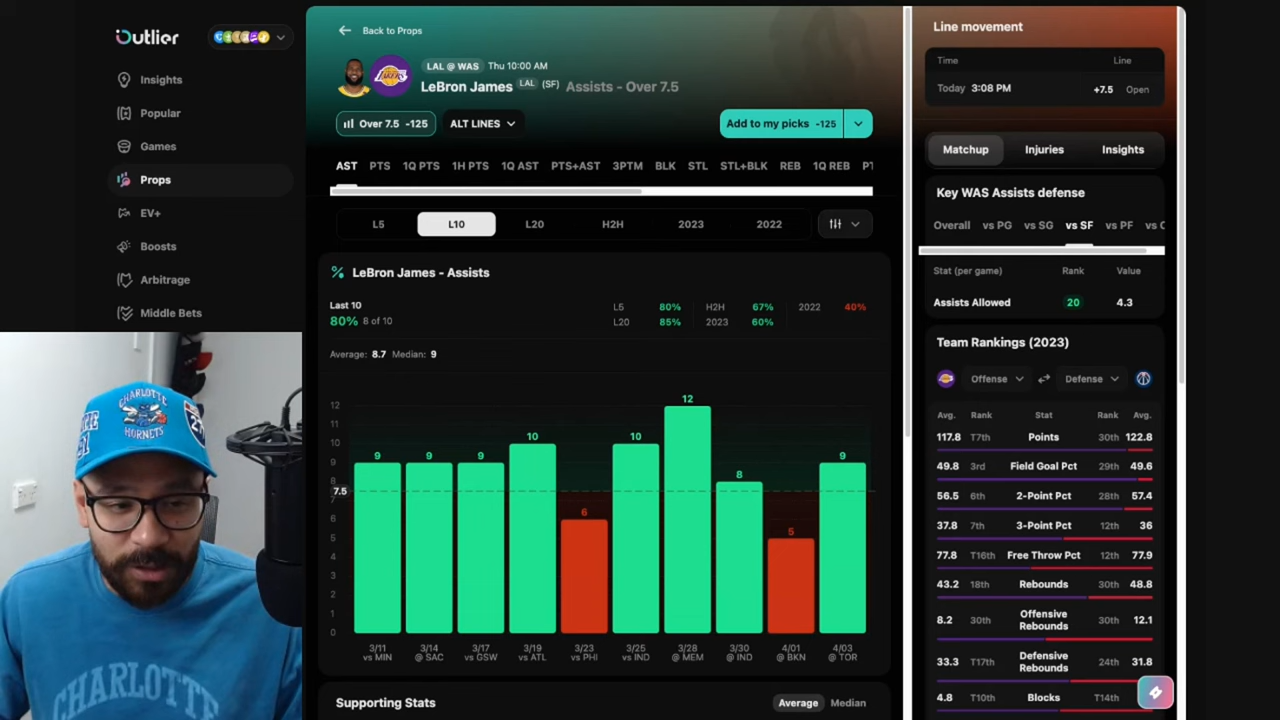 Outlier
Insights
Popular
Games
Props
EV+
Boosts
Arbitrage
Middle Bets
Back to Props
LAL @ WAS Thu 10:00 AM
LeBron James LAL (SF) Assists - Over 7.5
Over 7.5 -125
ALT LINES
Add to my picks -125
AST PTS 1Q PTS 1H PTS 1Q AST PTS+AST 3PTM BLK STL STL+BLK REB 1Q REB PT
L5 L10 L20 H2H 2023 2022
LeBron James - Assists
Last 10
80% 8 of 10
L5 80% H2H 67% 2022 40%
L20 85% 2023 60%
Average: 8.7 Median: 9
12
11
10
9
8
7.5
6
5
4
3
2
1
0
9
9
9
10
6
10
12
8
5
9
3/11 vs MIN
3/14 @ SAC
3/17 vs GSW
3/19 vs ATL
3/23 vs PHI
3/25 vs IND
3/28 @ MEM
3/30 @ IND
4/01 @ BKN
4/03 @ TOR
Supporting Stats
Average Median
Line movement
Time Line
Today 3:08 PM +7.5 Open
Matchup Injuries Insights
Key WAS Assists defense
Overall vs PG vs SG vs SF vs PF vs C
Stat (per game) Rank Value
Assists Allowed 20 4.3
Team Rankings (2023)
Offense Defense
Avg. Rank Stat Rank Avg.
117.8 T7th Points 30th 122.8
49.8 3rd Field Goal Pct 29th 49.6
56.5 6th 2-Point Pct 28th 57.4
37.8 7th 3-Point Pct 12th 36
77.8 T16th Free Throw Pct 12th 77.9
43.2 18th Rebounds 30th 48.8
8.2 30th Offensive Rebounds 30th 12.1
33.3 T17th Defensive Rebounds 24th 31.8
4.8 T10th Blocks T14th
CHARLOTTE
HORNETS
CHARLOTTE